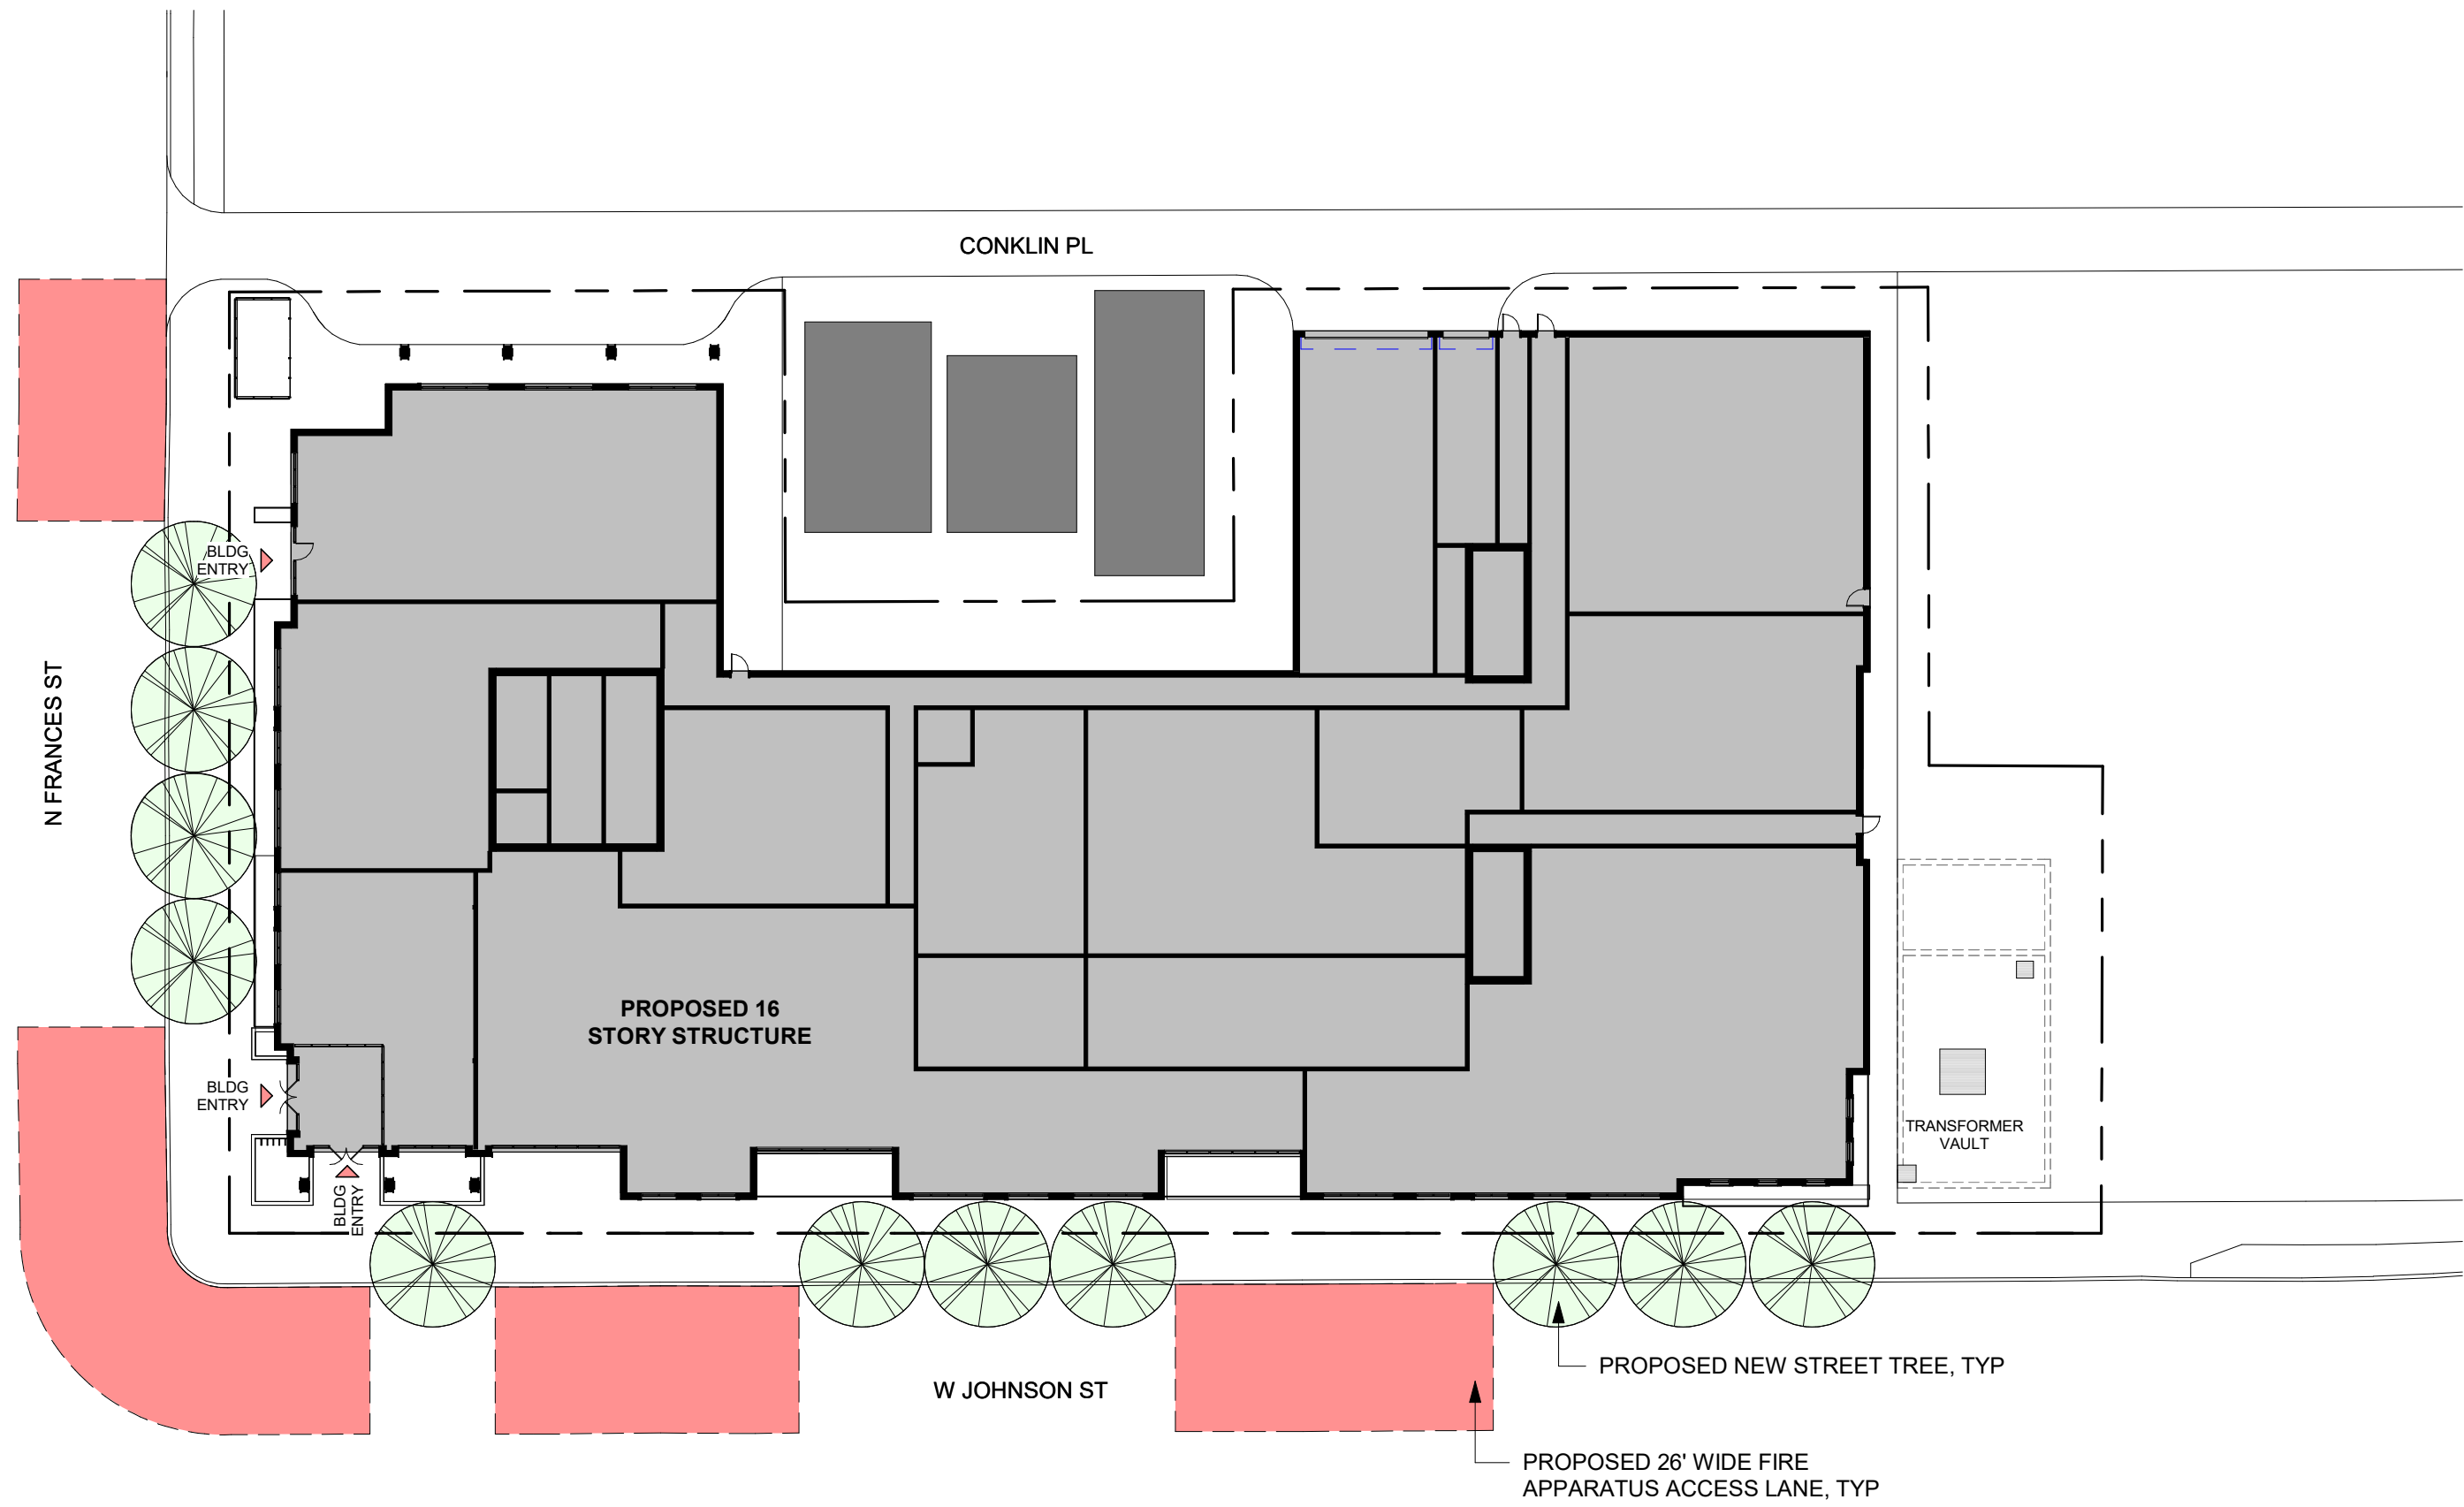 CONKLIN PL
BLDG
ENTRY
N FRANCES ST
PROPOSED 16
STORY STRUCTURE
BLDG
ENTRY
TRANSFORMER
VAULT
BLDG
ENTRY
PROPOSED NEW STREET TREE, TYP
W JOHNSON ST
PROPOSED 26' WIDE FIRE
APPARATUS ACCESS LANE, TYP